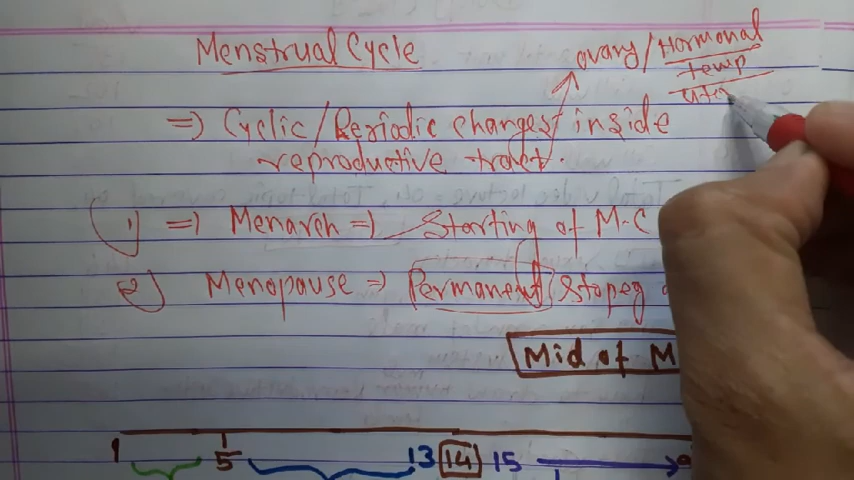 Menstrual Cycle
ovary / Hormonal
Temp
Ute
=> Cyclic / Periodic changes inside
reproductive tract.
1) => Menarch => Starting of M-C
2) Menopause => Permanent Stopeg
Mid of M
1 5 13 14 15